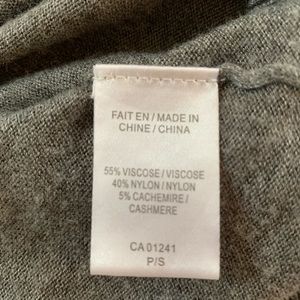 FAIT EN / MADE IN
CHINE / CHINA
55% VISCOSE / VISCOSE
40% NYLON / NYLON
5% CACHEMIRE /
CASHMERE
CA 01241
P/S